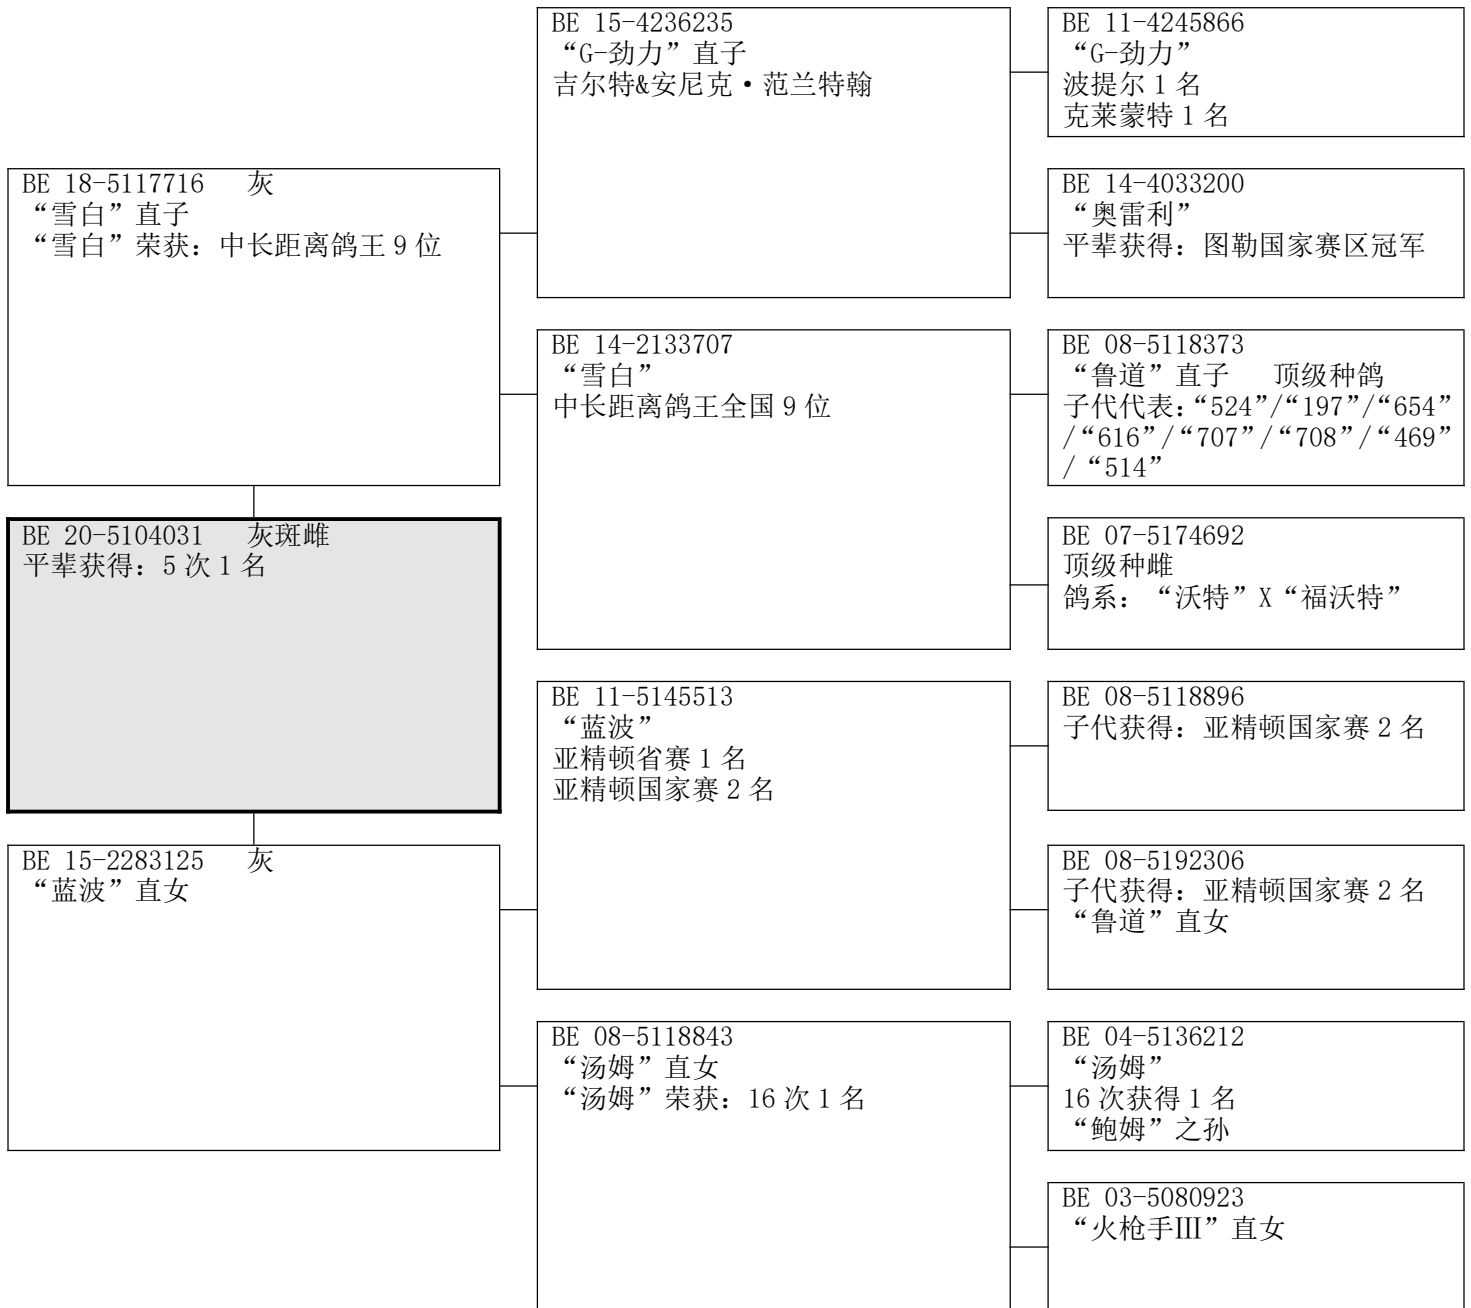 BE 18-5117716 灰
“雪白”直子
“雪白”荣获：中长距离鸽王 9 位
BE 20-5104031 灰斑雌
平辈获得：5 次 1 名
BE 15-2283125 灰
“蓝波”直女
BE 15-4236235
“G-劲力”直子
吉尔特&安尼克·范兰特翰
BE 14-2133707
“雪白”
中长距离鸽王全国 9 位
BE 11-5145513
“蓝波”
亚精顿省赛 1 名
亚精顿国家赛 2 名
BE 08-5118843
“汤姆”直女
“汤姆”荣获：16 次 1 名
BE 11-4245866
“G-劲力”
波提尔 1 名
克莱蒙特 1 名
BE 14-4033200
“奥雷利”
平辈获得：图勒国家赛区冠军
BE 08-5118373
“鲁道”直子 顶级种鸽
子代代表：“524”/“197”/“654”
/“616”/“707”/“708”/“469”
/“514”
BE 07-5174692
顶级种雌
鸽系：“沃特”X“福沃特”
BE 08-5118896
子代获得：亚精顿国家赛 2 名
BE 08-5192306
子代获得：亚精顿国家赛 2 名
“鲁道”直女
BE 04-5136212
“汤姆”
16 次获得 1 名
“鲍姆”之孙
BE 03-5080923
“火枪手Ⅲ”直女